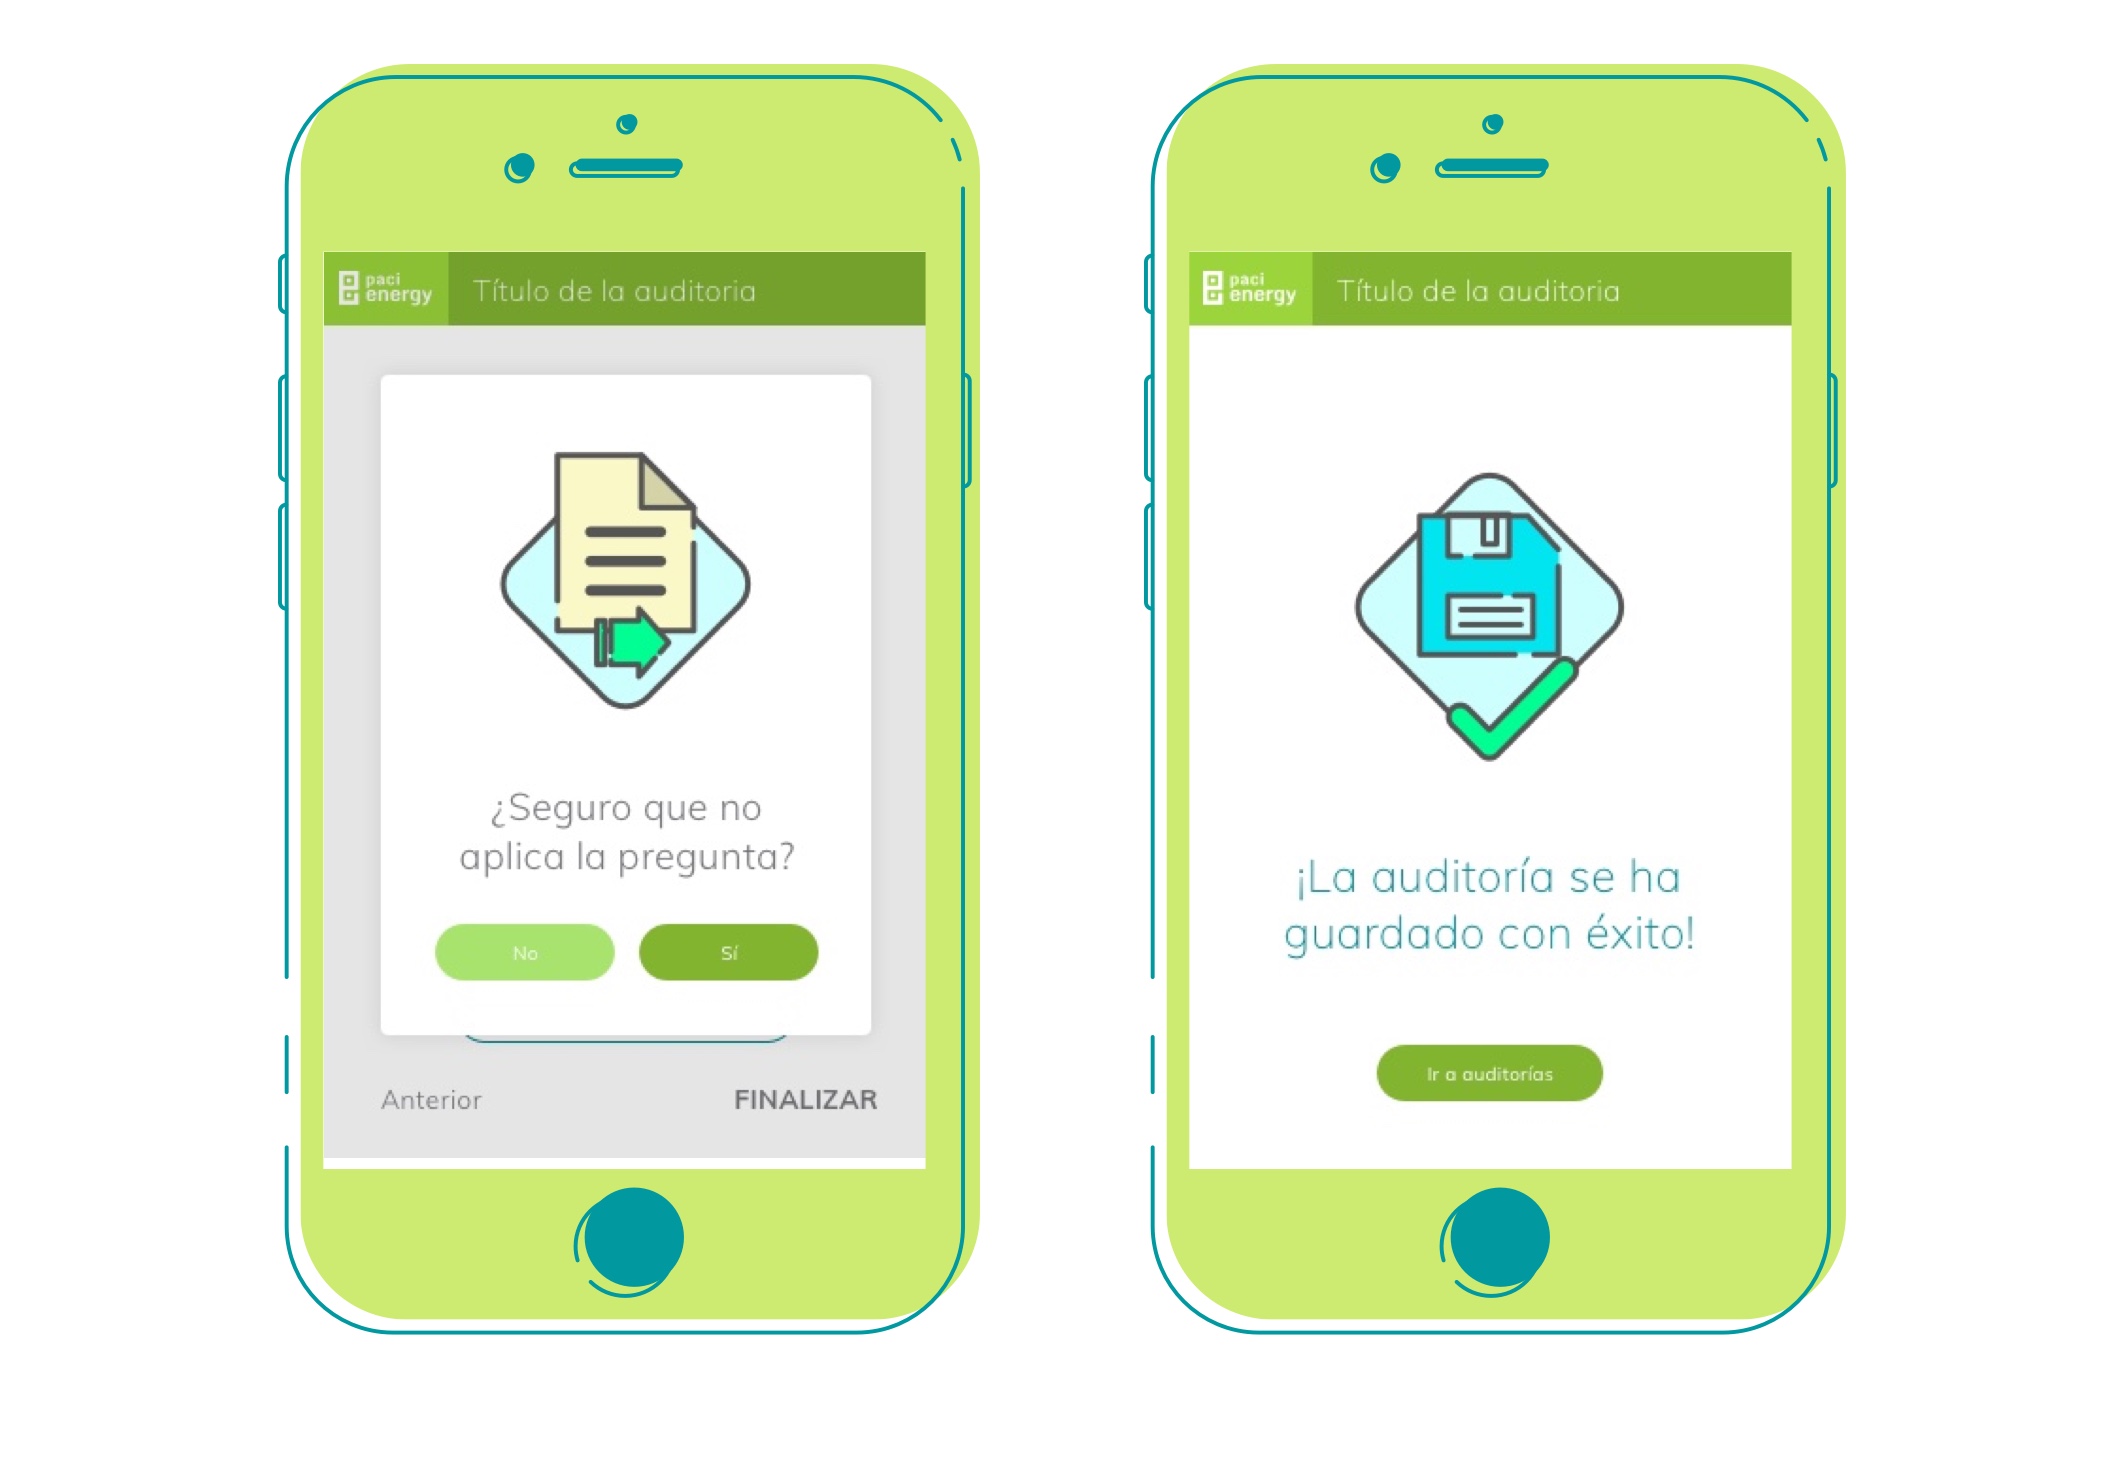 paci
energy
Título de la auditoria
¿Seguro que no
aplica la pregunta?
No
Sí
Anterior
FINALIZAR
paci
energy
Título de la auditoria
¡La auditoría se ha
guardado con éxito!
Ir a auditorías